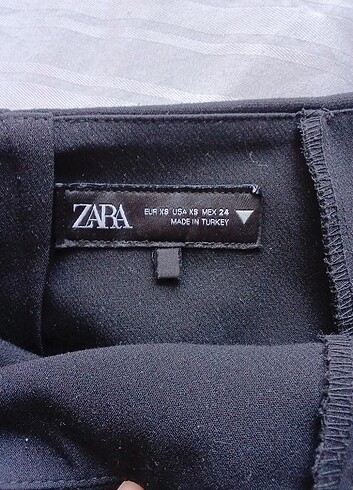 ZARA
EUR XS USA XS MEX 24
MADE IN TURKEY